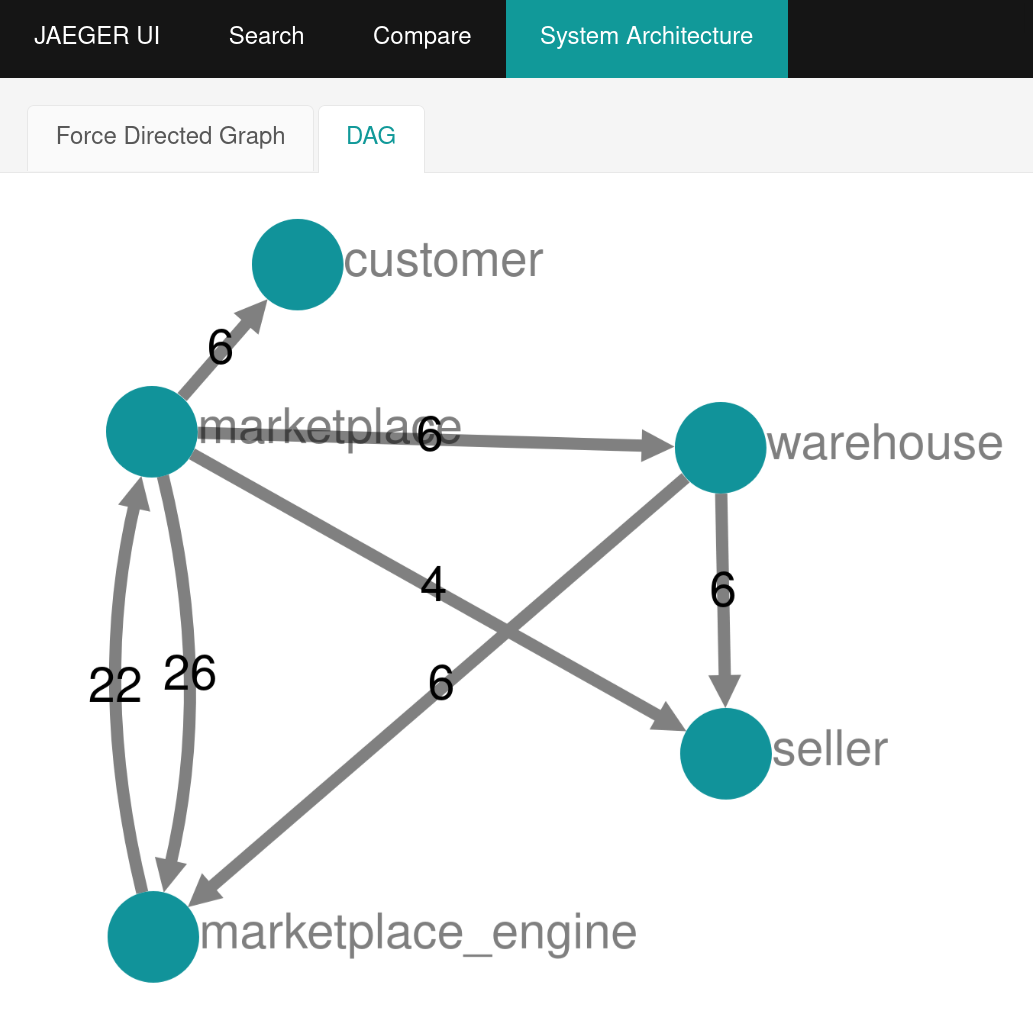 JAEGER UI Search Compare System Architecture
Force Directed Graph DAG
customer
6
marketplace 6
warehouse
4
6
6
22 26
seller
marketplace_engine